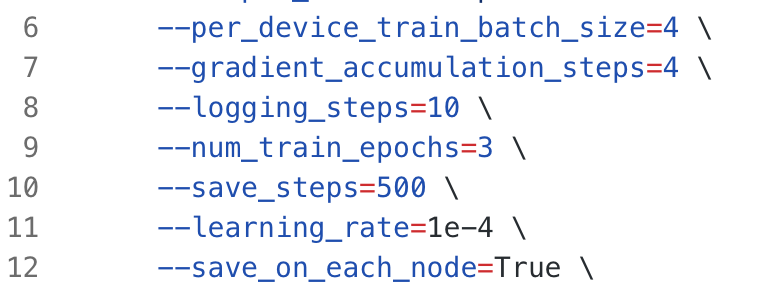 6 --per_device_train_batch_size=4 \
7 --gradient_accumulation_steps=4 \
8 --logging_steps=10 \
9 --num_train_epochs=3 \
10 --save_steps=500 \
11 --learning_rate=1e-4 \
12 --save_on_each_node=True \